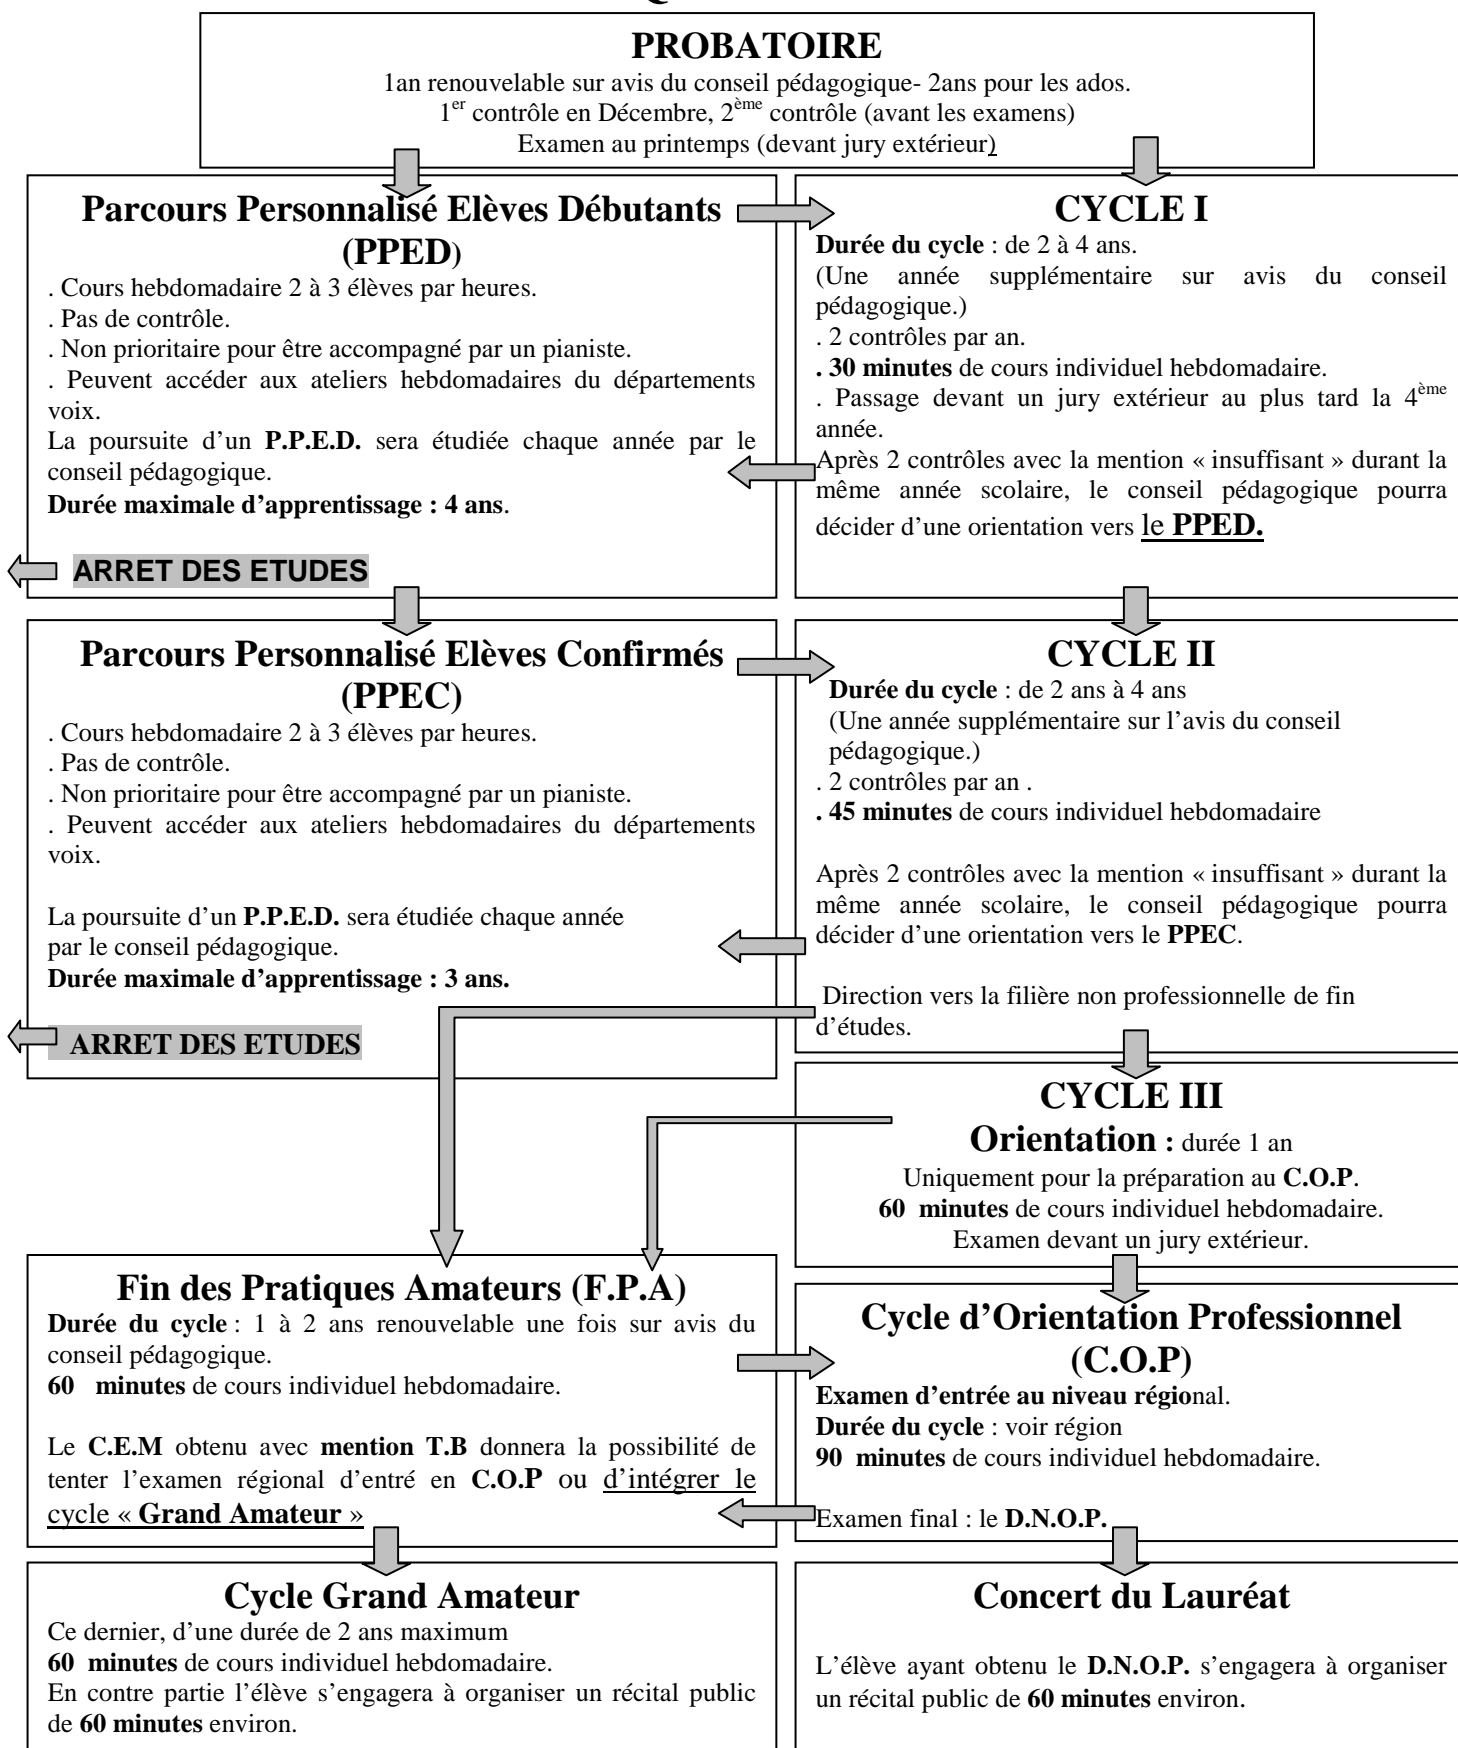 PROBATOIRE
1an renouvelable sur avis du conseil pédagogique- 2ans pour les ados.
1er contrôle en Décembre, 2ème contrôle (avant les examens)
Examen au printemps (devant jury extérieur)
Parcours Personnalisé Elèves Débutants
(PPED)
. Cours hebdomadaire 2 à 3 élèves par heures.
. Pas de contrôle.
. Non prioritaire pour être accompagné par un pianiste.
. Peuvent accéder aux ateliers hebdomadaires du départements
voix.
La poursuite d’un P.P.E.D. sera étudiée chaque année par le
conseil pédagogique.
Durée maximale d’apprentissage : 4 ans.
ARRET DES ETUDES
CYCLE I
Durée du cycle : de 2 à 4 ans.
(Une année supplémentaire sur avis du conseil
pédagogique.)
. 2 contrôles par an.
. 30 minutes de cours individuel hebdomadaire.
. Passage devant un jury extérieur au plus tard la 4ème
année.
Après 2 contrôles avec la mention « insuffisant » durant la
même année scolaire, le conseil pédagogique pourra
décider d’une orientation vers le PPED.
Parcours Personnalisé Elèves Confirmés
(PPEC)
. Cours hebdomadaire 2 à 3 élèves par heures.
. Pas de contrôle.
. Non prioritaire pour être accompagné par un pianiste.
. Peuvent accéder aux ateliers hebdomadaires du départements
voix.
La poursuite d’un P.P.E.D. sera étudiée chaque année
par le conseil pédagogique.
Durée maximale d’apprentissage : 3 ans.
ARRET DES ETUDES
CYCLE II
Durée du cycle : de 2 ans à 4 ans
(Une année supplémentaire sur l’avis du conseil
pédagogique.)
. 2 contrôles par an .
. 45 minutes de cours individuel hebdomadaire
Après 2 contrôles avec la mention « insuffisant » durant la
même année scolaire, le conseil pédagogique pourra
décider d’une orientation vers le PPEC.
Direction vers la filière non professionnelle de fin
d’études.
CYCLE III
Orientation : durée 1 an
Uniquement pour la préparation au C.O.P.
60 minutes de cours individuel hebdomadaire.
Examen devant un jury extérieur.
Fin des Pratiques Amateurs (F.P.A)
Durée du cycle : 1 à 2 ans renouvelable une fois sur avis du
conseil pédagogique.
60 minutes de cours individuel hebdomadaire.
Le C.E.M obtenu avec mention T.B donnera la possibilité de
tenter l’examen régional d’entré en C.O.P ou d’intégrer le
cycle « Grand Amateur »
Cycle d’Orientation Professionnel
(C.O.P)
Examen d’entrée au niveau régional.
Durée du cycle : voir région
90 minutes de cours individuel hebdomadaire.
Examen final : le D.N.O.P.
Cycle Grand Amateur
Ce dernier, d’une durée de 2 ans maximum
60 minutes de cours individuel hebdomadaire.
En contre partie l’élève s’engagera à organiser un récital public
de 60 minutes environ.
Concert du Lauréat
L’élève ayant obtenu le D.N.O.P. s’engagera à organiser
un récital public de 60 minutes environ.